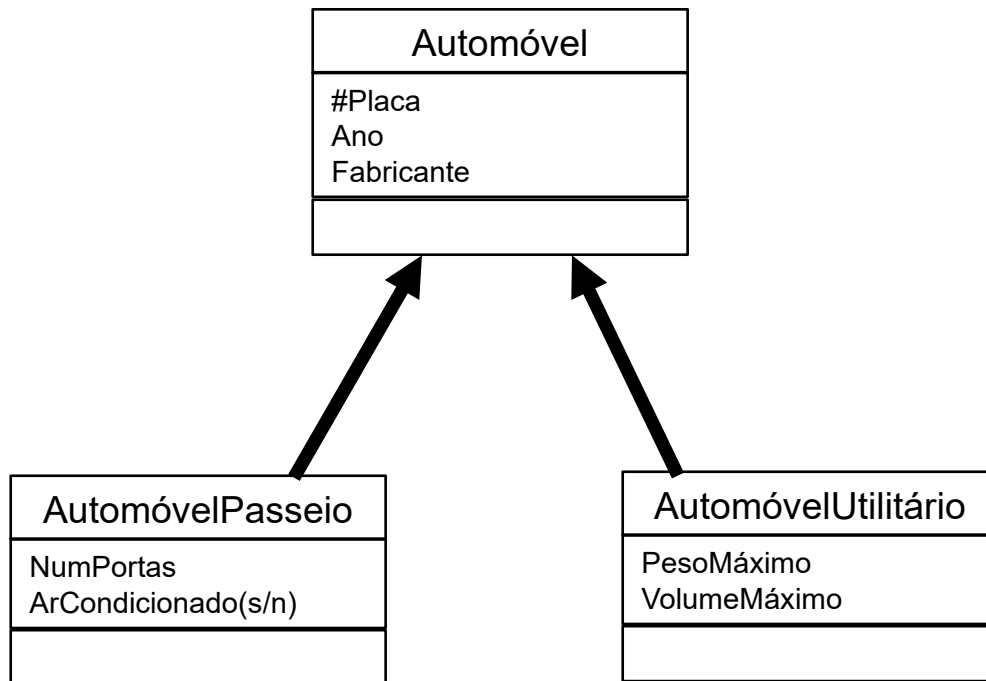 Automóvel
#Placa
Ano
Fabricante
AutomóvelPasseio
NumPortas
ArCondicionado(s/n)
AutomóvelUtilitário
PesoMáximo
VolumeMáximo